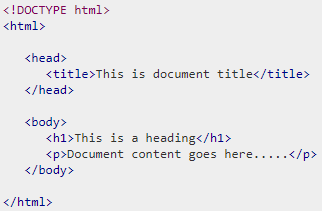 <!DOCTYPE html>
<html>
<head>
<title>This is document title</title>
</head>
<body>
<h1>This is a heading</h1>
<p>Document content goes here.....</p>
</body>
</html>